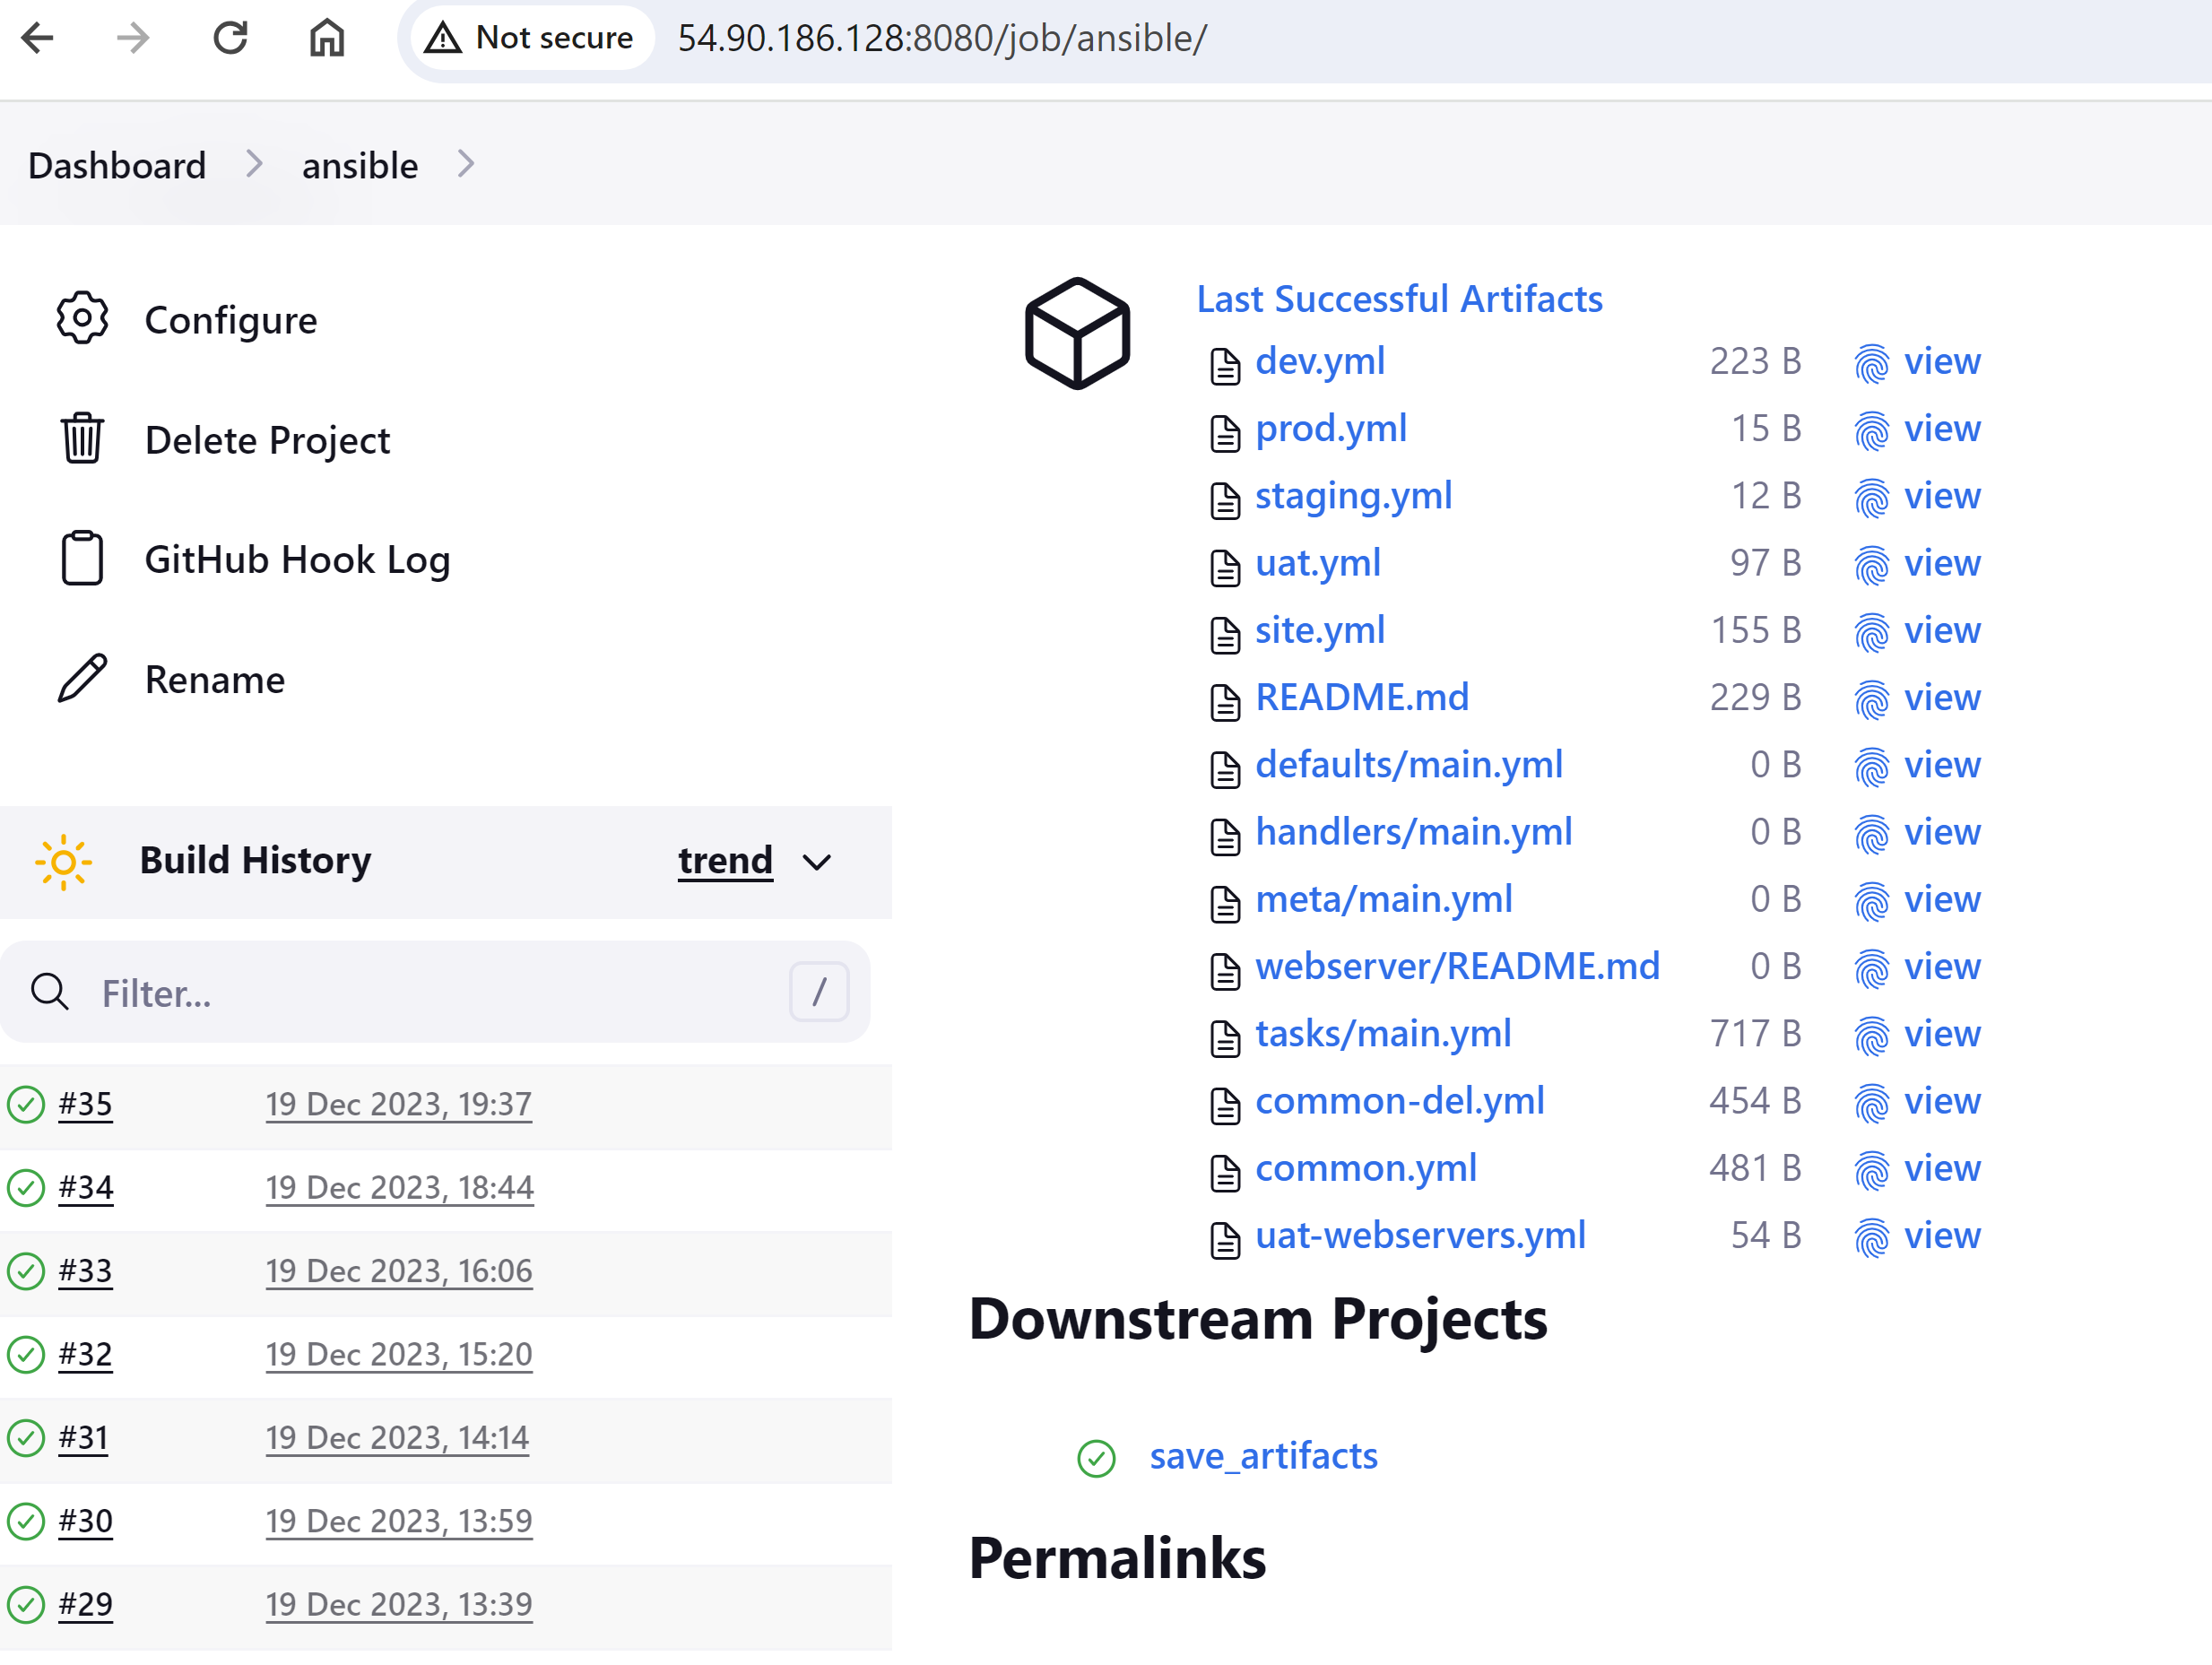 Not secure 54.90.186.128:8080/job/ansible/
Dashboard ansible
Configure
Delete Project
GitHub Hook Log
Rename
Build History trend
Filter... /
#35 19 Dec 2023, 19:37
#34 19 Dec 2023, 18:44
#33 19 Dec 2023, 16:06
#32 19 Dec 2023, 15:20
#31 19 Dec 2023, 14:14
#30 19 Dec 2023, 13:59
#29 19 Dec 2023, 13:39
Last Successful Artifacts
dev.yml 223 B view
prod.yml 15 B view
staging.yml 12 B view
uat.yml 97 B view
site.yml 155 B view
README.md 229 B view
defaults/main.yml 0 B view
handlers/main.yml 0 B view
meta/main.yml 0 B view
webserver/README.md 0 B view
tasks/main.yml 717 B view
common-del.yml 454 B view
common.yml 481 B view
uat-webservers.yml 54 B view
Downstream Projects
save_artifacts
Permalinks